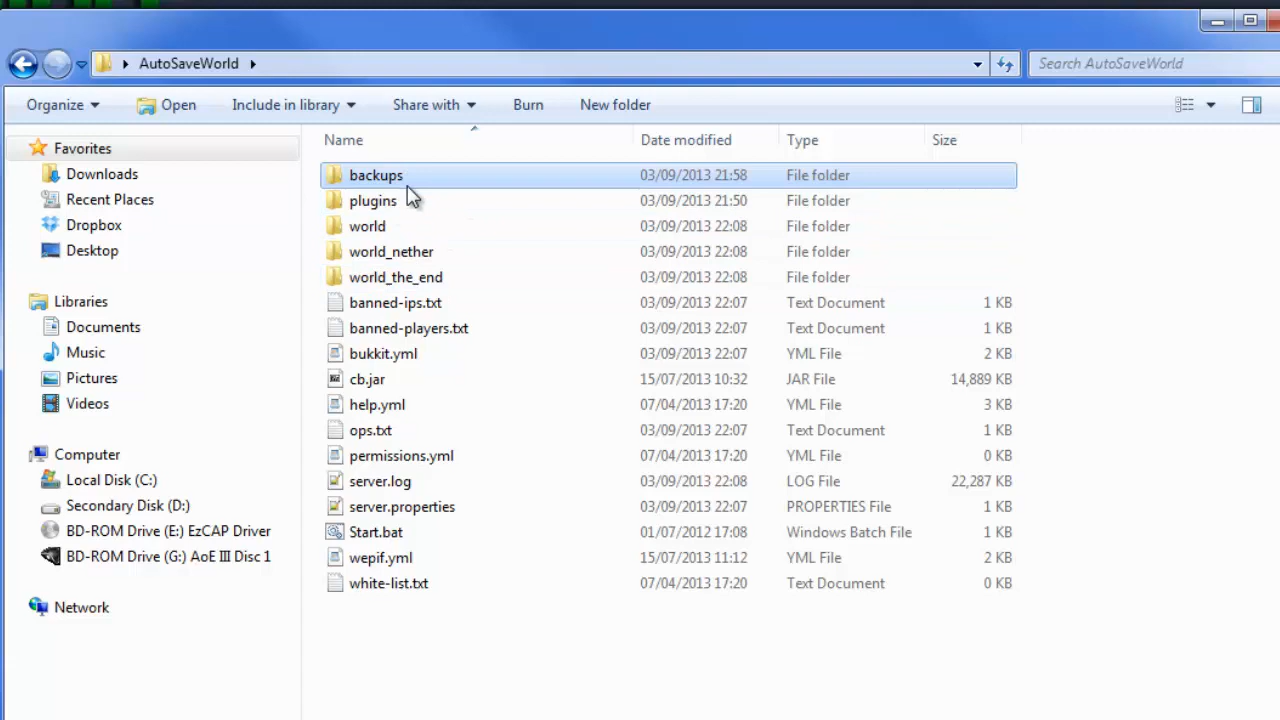 AutoSaveWorld
Search AutoSaveWorld
Organize Open Include in library Share with Burn New folder
Name Date modified Type Size
Favorites
Downloads
Recent Places
Dropbox
Desktop
Libraries
Documents
Music
Pictures
Videos
Computer
Local Disk (C:)
Secondary Disk (D:)
BD-ROM Drive (E:) EzCAP Driver
BD-ROM Drive (G:) AoE III Disc 1
Network
backups 03/09/2013 21:58 File folder
plugins 03/09/2013 21:50 File folder
world 03/09/2013 22:08 File folder
world_nether 03/09/2013 22:08 File folder
world_the_end 03/09/2013 22:08 File folder
banned-ips.txt 03/09/2013 22:07 Text Document 1 KB
banned-players.txt 03/09/2013 22:07 Text Document 1 KB
bukkit.yml 03/09/2013 22:07 YML File 2 KB
cb.jar 15/07/2013 10:32 JAR File 14,889 KB
help.yml 07/04/2013 17:20 YML File 3 KB
ops.txt 03/09/2013 22:07 Text Document 1 KB
permissions.yml 07/04/2013 17:20 YML File 0 KB
server.log 03/09/2013 22:08 LOG File 22,287 KB
server.properties 03/09/2013 22:07 PROPERTIES File 1 KB
Start.bat 01/07/2012 17:08 Windows Batch File 1 KB
wepif.yml 15/07/2013 11:12 YML File 2 KB
white-list.txt 07/04/2013 17:20 Text Document 0 KB